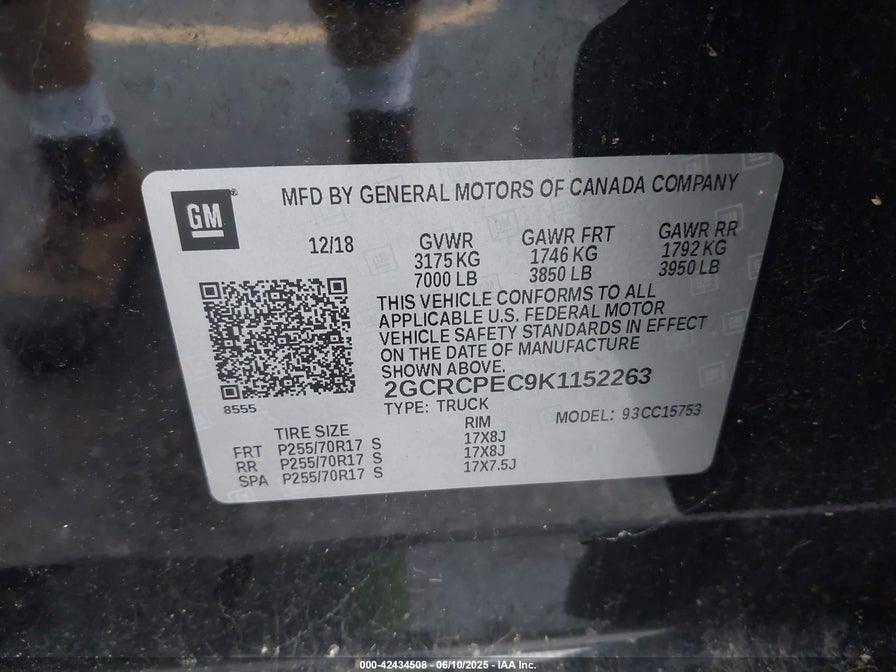 GM
MFD BY GENERAL MOTORS OF CANADA COMPANY
12/18
GVWR
3175 KG
7000 LB
GAWR FRT
1746 KG
3850 LB
GAWR RR
1792 KG
3950 LB
THIS VEHICLE CONFORMS TO ALL
APPLICABLE U.S. FEDERAL MOTOR
VEHICLE SAFETY STANDARDS IN EFFECT
ON THE DATE OF MANUFACTURE
SHOWN ABOVE.
2GCRCPEC9K1152263
8555
TYPE: TRUCK
MODEL: 93CC15753
TIRE SIZE RIM
FRT P255/70R17 S 17X8J
RR P255/70R17 S 17X8J
SPA P255/70R17 S 17X7.5J
000-42434508 - 06/10/2025 - IAA Inc.